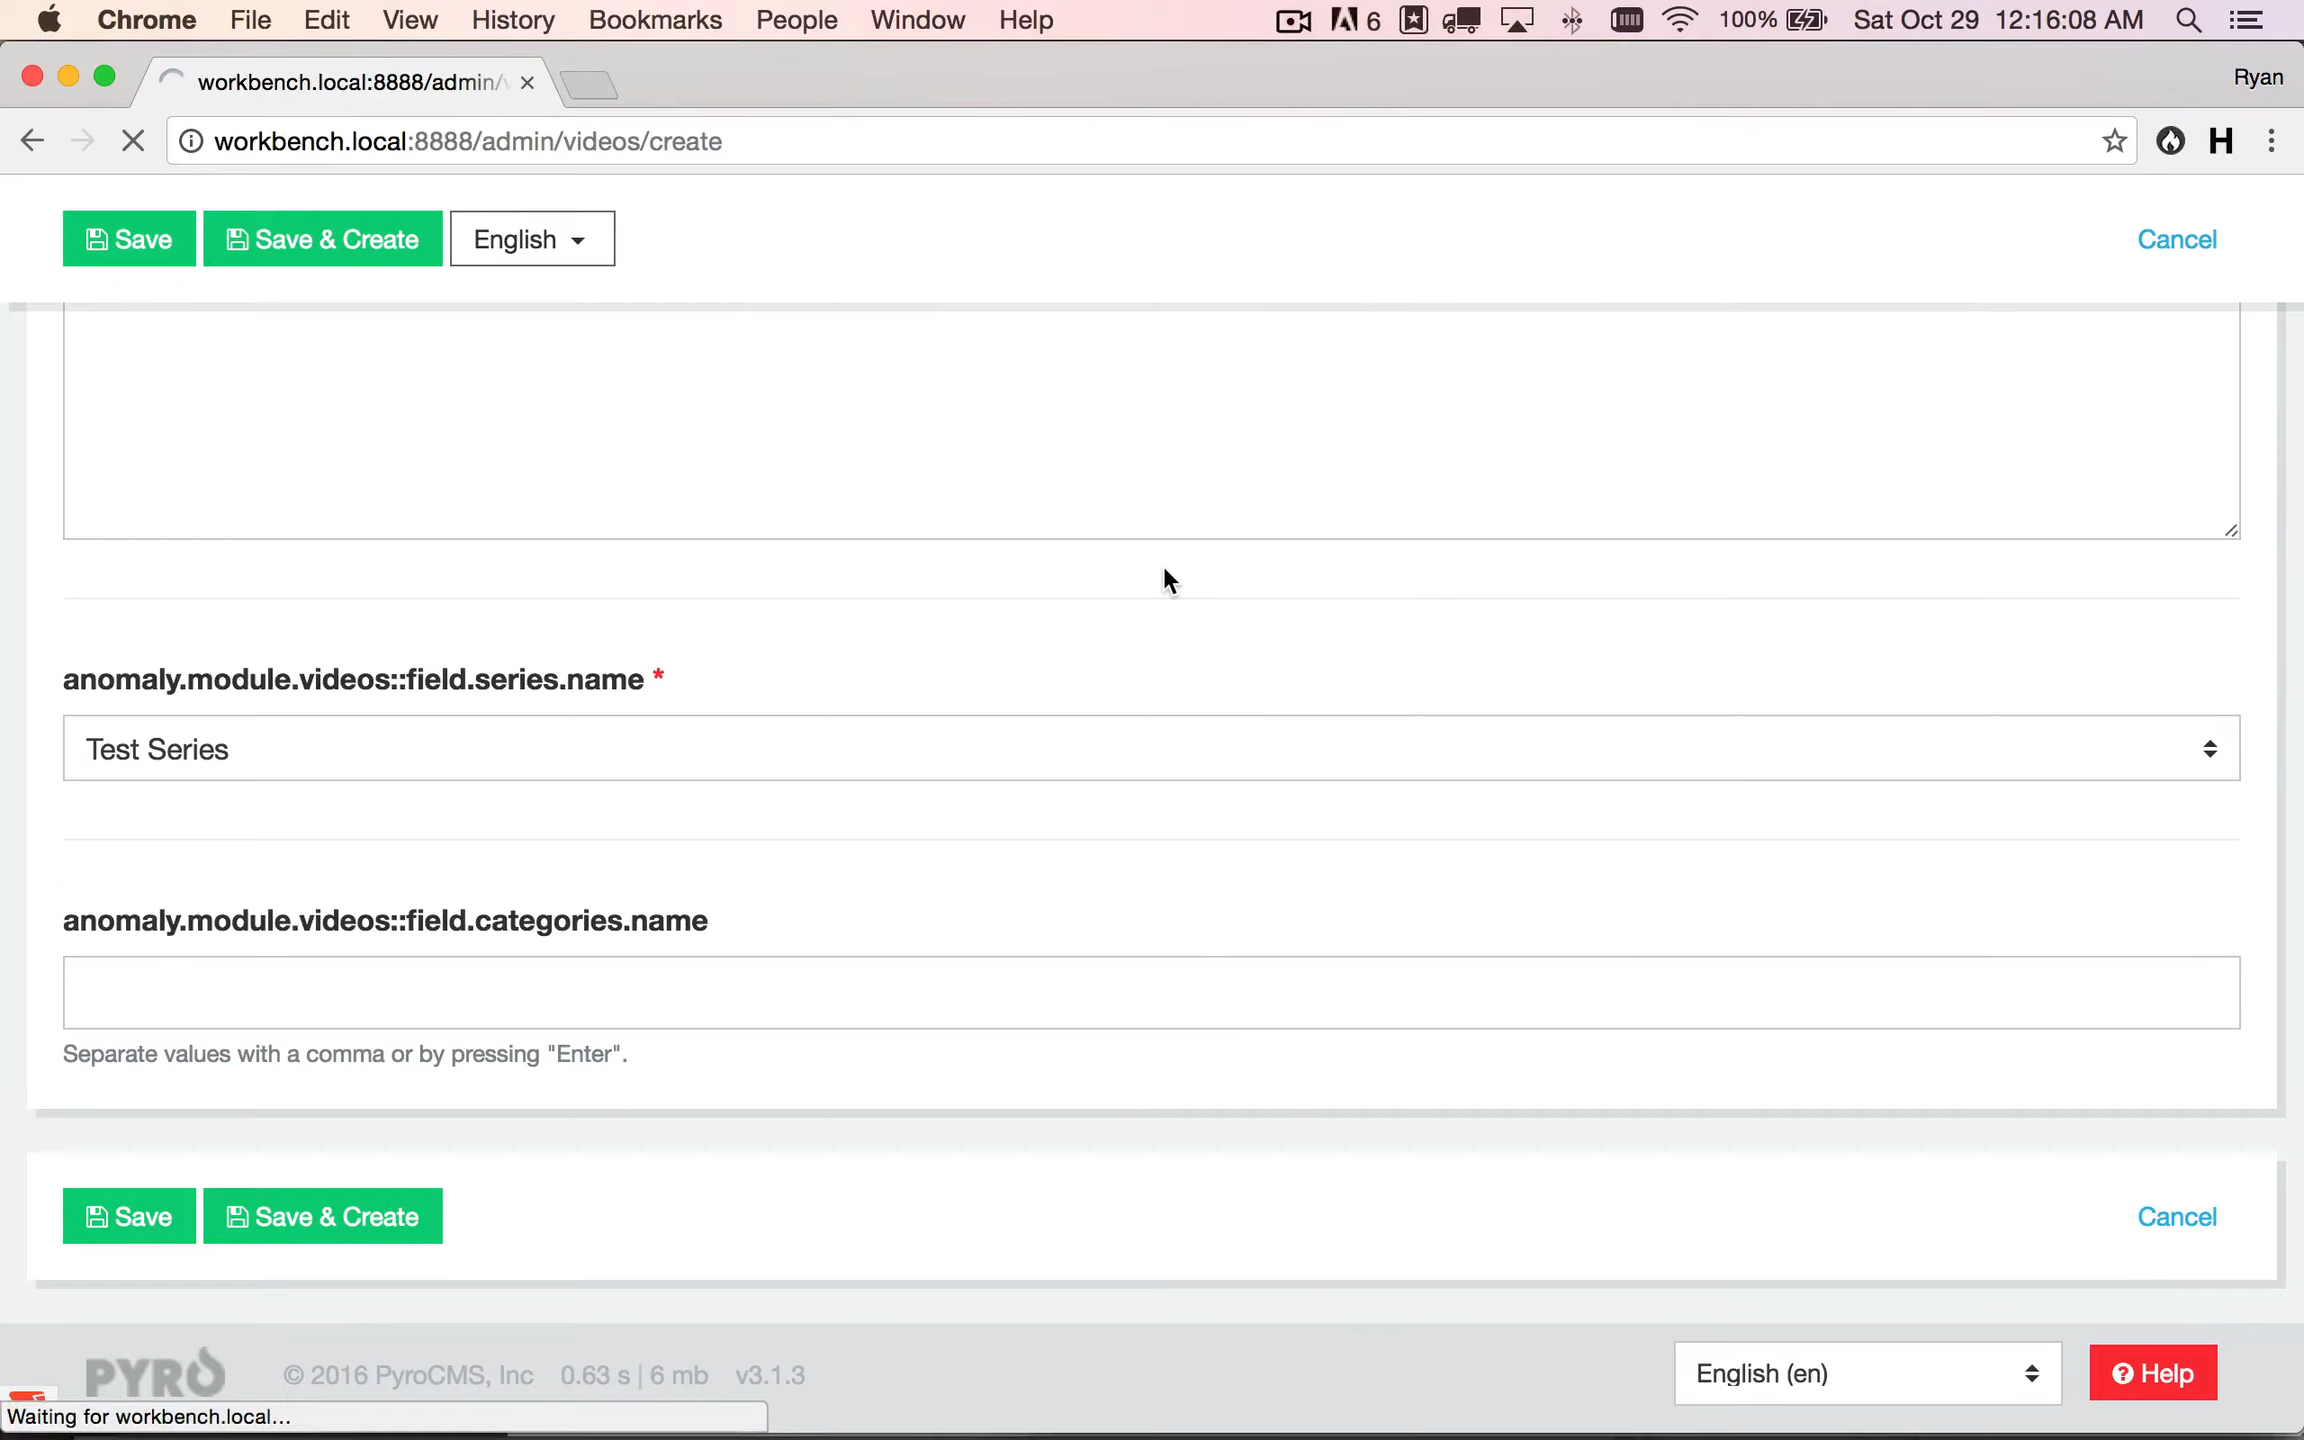 Chrome File Edit View History Bookmarks People Window Help 6 100% Sat Oct 29 12:16:08 AM
workbench.local:8888/admin/ Ryan
workbench.local:8888/admin/videos/create H
Save Save & Create English Cancel
anomaly.module.videos::field.series.name *
Test Series
anomaly.module.videos::field.categories.name
Separate values with a comma or by pressing "Enter".
Save Save & Create Cancel
PYRO © 2016 PyroCMS, Inc 0.63 s | 6 mb v3.1.3 English (en) Help
Waiting for workbench.local...